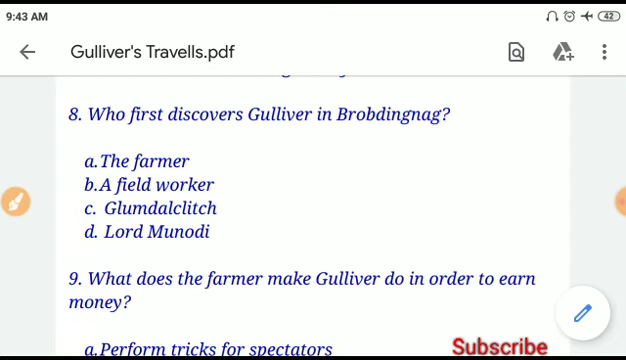 9:43 AM
42
Gulliver's Travells.pdf
8. Who first discovers Gulliver in Brobdingnag?
a.The farmer
b.A field worker
c. Glumdalclitch
d. Lord Munodi
9. What does the farmer make Gulliver do in order to earn
money?
a.Perform tricks for spectators
Subscribe